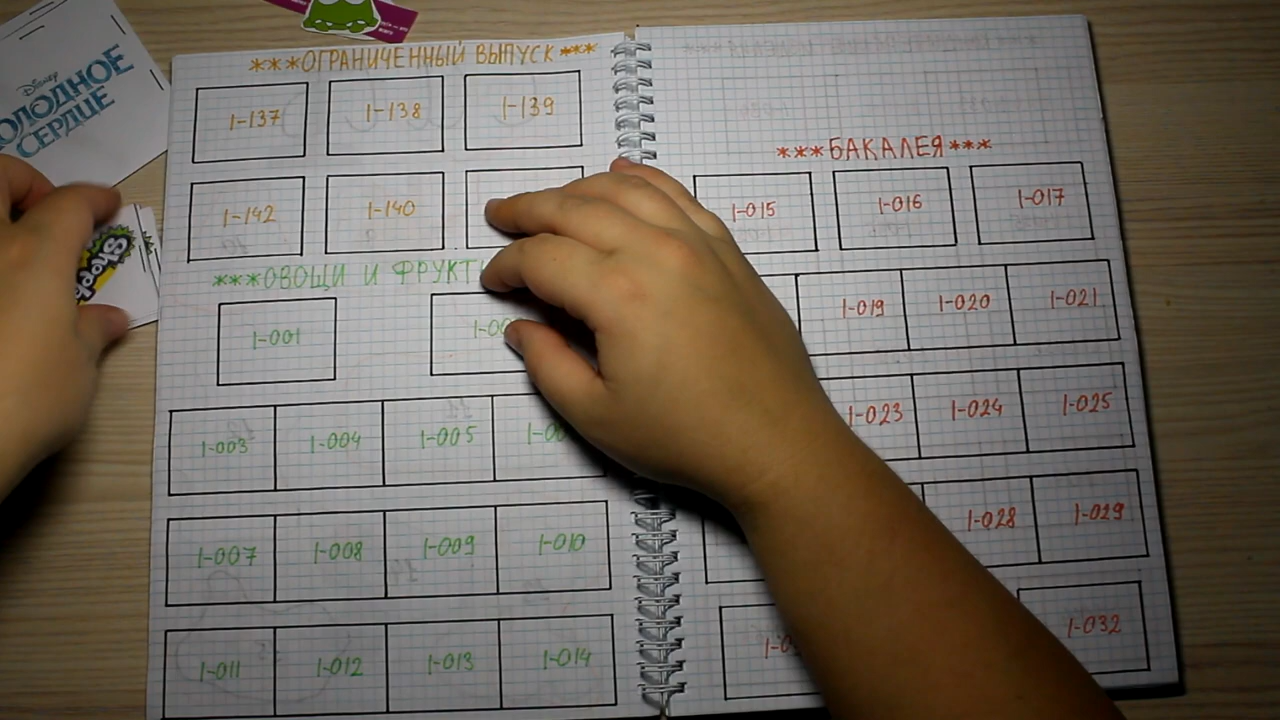 Disney
ХОЛОДНОЕ
СЕРДЦЕ
***ОГРАНИЧЕННЫЙ ВЫПУСК***
1-137 1-138 1-139
1-142 1-140
***ОВОЩИ И ФРУКТ
1-001
1-003 1-004 1-005
1-007 1-008 1-009 1-010
1-011 1-012 1-013 1-014
***БАКАЛЕЯ***
1-015 1-016 1-017
1-019 1-020 1-021
1-023 1-024 1-025
1-028 1-029
1-032
Shopk